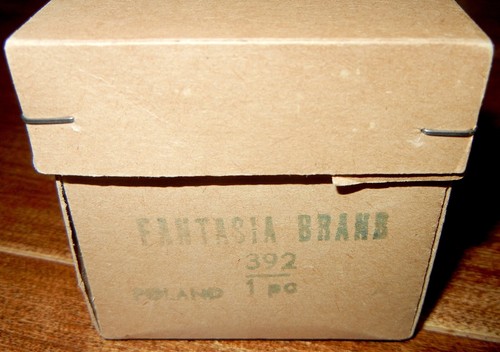 FANTASIA BRAND
392
POLAND 1 pc